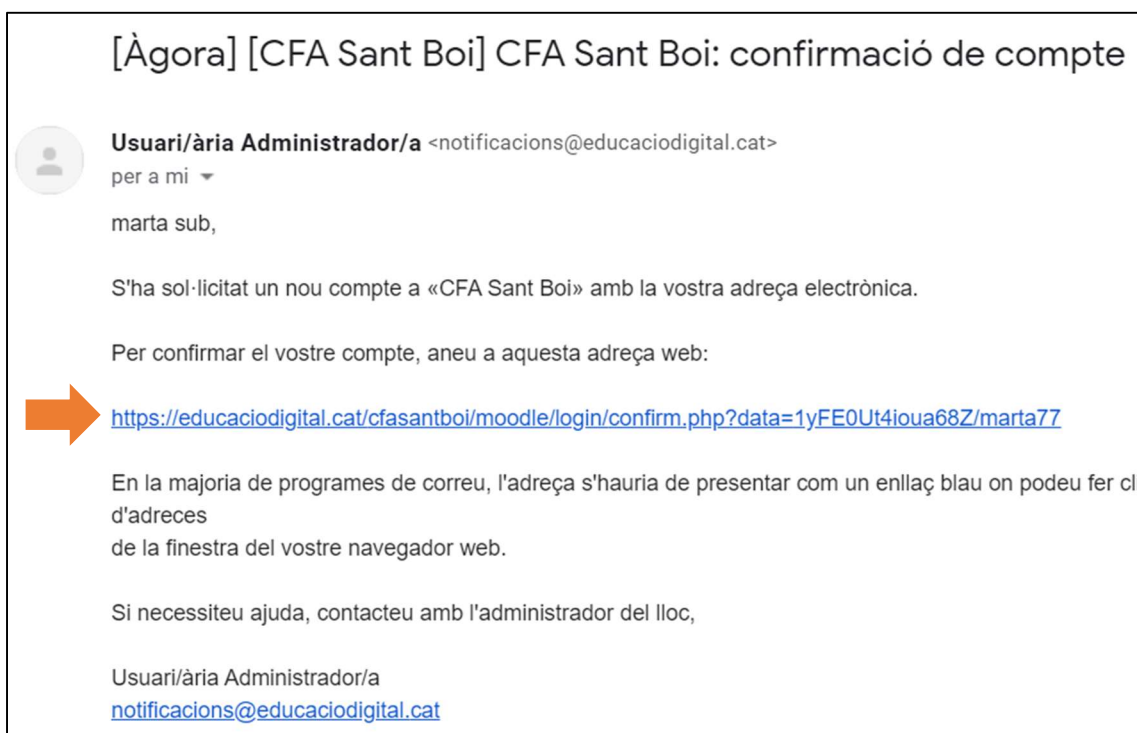 [Àgora] [CFA Sant Boi] CFA Sant Boi: confirmació de compte
Usuari/ària Administrador/a <notificacions@educaciodigital.cat>
per a mi
marta sub,
S'ha sol·licitat un nou compte a «CFA Sant Boi» amb la vostra adreça electrònica.
Per confirmar el vostre compte, aneu a aquesta adreça web:
https://educaciodigital.cat/cfasantboi/moodle/login/confirm.php?data=1yFE0Ut4ioua68Z/marta77
En la majoria de programes de correu, l'adreça s'hauria de presentar com un enllaç blau on podeu fer cl
d'adreces
de la finestra del vostre navegador web.
Si necessiteu ajuda, contacteu amb l'administrador del lloc,
Usuari/ària Administrador/a
notificacions@educaciodigital.cat